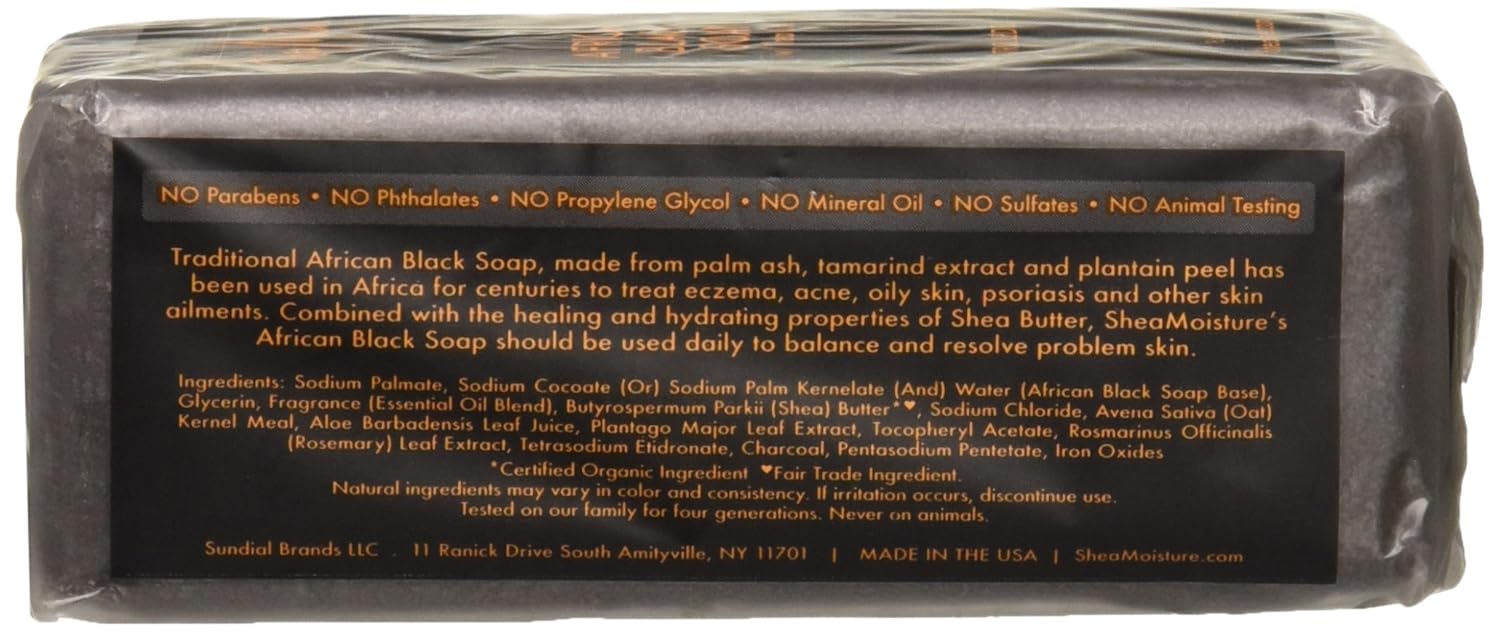 NO Parabens • NO Phthalates • NO Propylene Glycol • NO Mineral Oil • NO Sulfates • NO Animal Testing
Traditional African Black Soap, made from palm ash, tamarind extract and plantain peel has
been used in Africa for centuries to treat eczema, acne, oily skin, psoriasis and other skin
ailments. Combined with the healing and hydrating properties of Shea Butter, SheaMoisture's
African Black Soap should be used daily to balance and resolve problem skin.
Ingredients: Sodium Palmate, Sodium Cocoate (Or) Sodium Palm Kernelate (And) Water (African Black Soap Base),
Glycerin, Fragrance (Essential Oil Blend), Butyrospermum Parkii (Shea) Butter*♥, Sodium Chloride, Avena Sativa (Oat)
Kernel Meal, Aloe Barbadensis Leaf Juice, Plantago Major Leaf Extract, Tocopheryl Acetate, Rosmarinus Officinalis
(Rosemary) Leaf Extract, Tetrasodium Etidronate, Charcoal, Pentasodium Pentetate, Iron Oxides
*Certified Organic Ingredient ♥Fair Trade Ingredient.
Natural ingredients may vary in color and consistency. If irritation occurs, discontinue use.
Tested on our family for four generations. Never on animals.
Sundial Brands LLC . 11 Ranick Drive South Amityville, NY 11701 | MADE IN THE USA | SheaMoisture.com